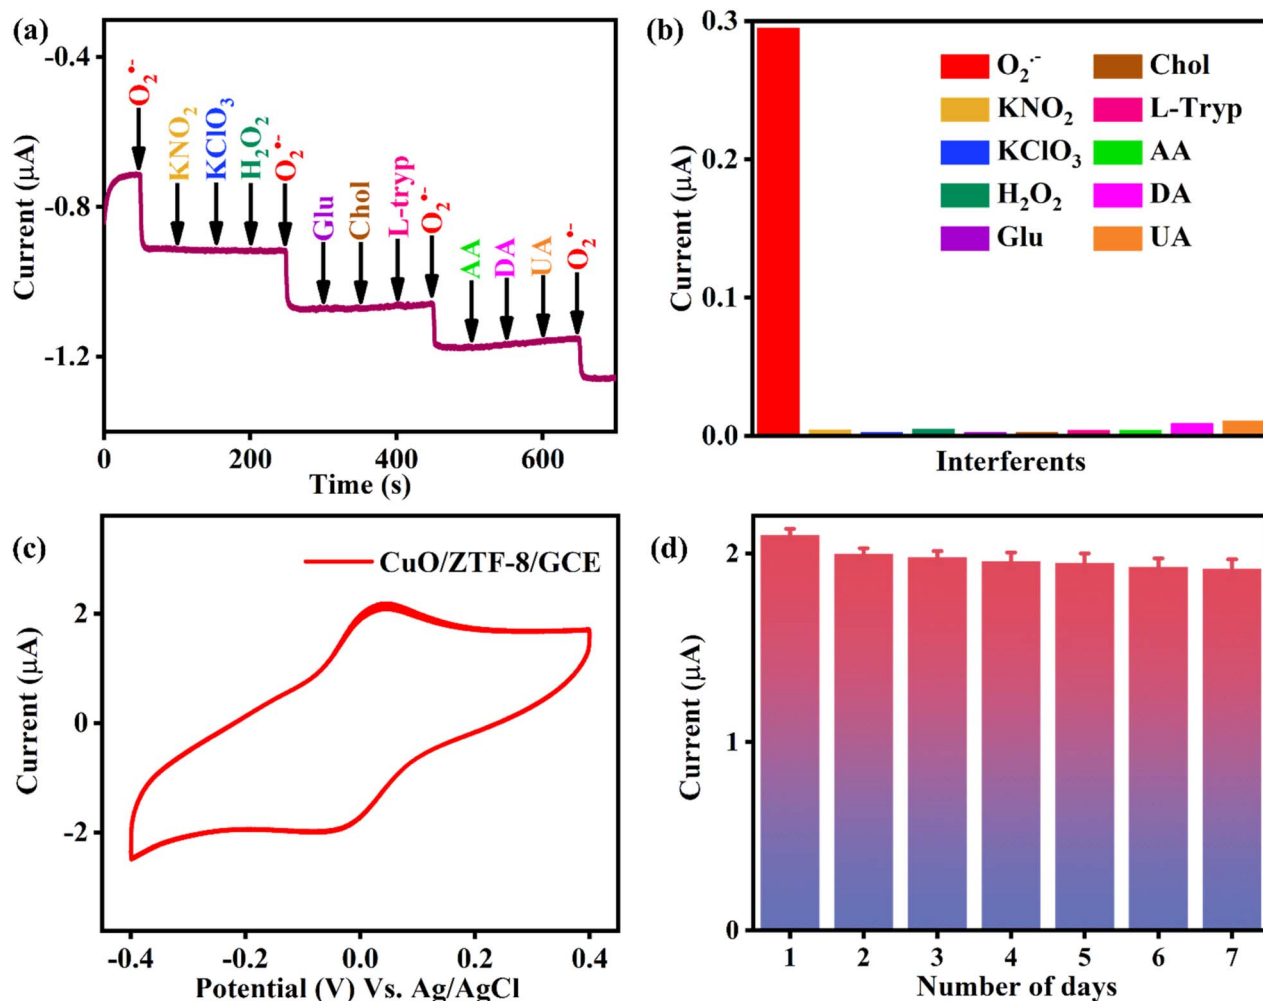 (a)
Current (μA)
-0.4
-0.8
-1.2
O₂•-
KNO₂
KClO₃
H₂O₂
O₂•-
Glu
Chol
L-tryp
O₂•-
AA
DA
UA
O₂•-
0
200
400
600
Time (s)
(b)
Current (μA)
0.3
0.2
0.1
0.0
O₂·-
KNO₂
KClO₃
H₂O₂
Glu
Chol
L-Tryp
AA
DA
UA
Interferents
(c)
Current (μA)
2
0
-2
CuO/ZTF-8/GCE
-0.4
-0.2
0.0
0.2
0.4
Potential (V) Vs. Ag/AgCl
(d)
Current (μA)
2
1
0
1
2
3
4
5
6
7
Number of days